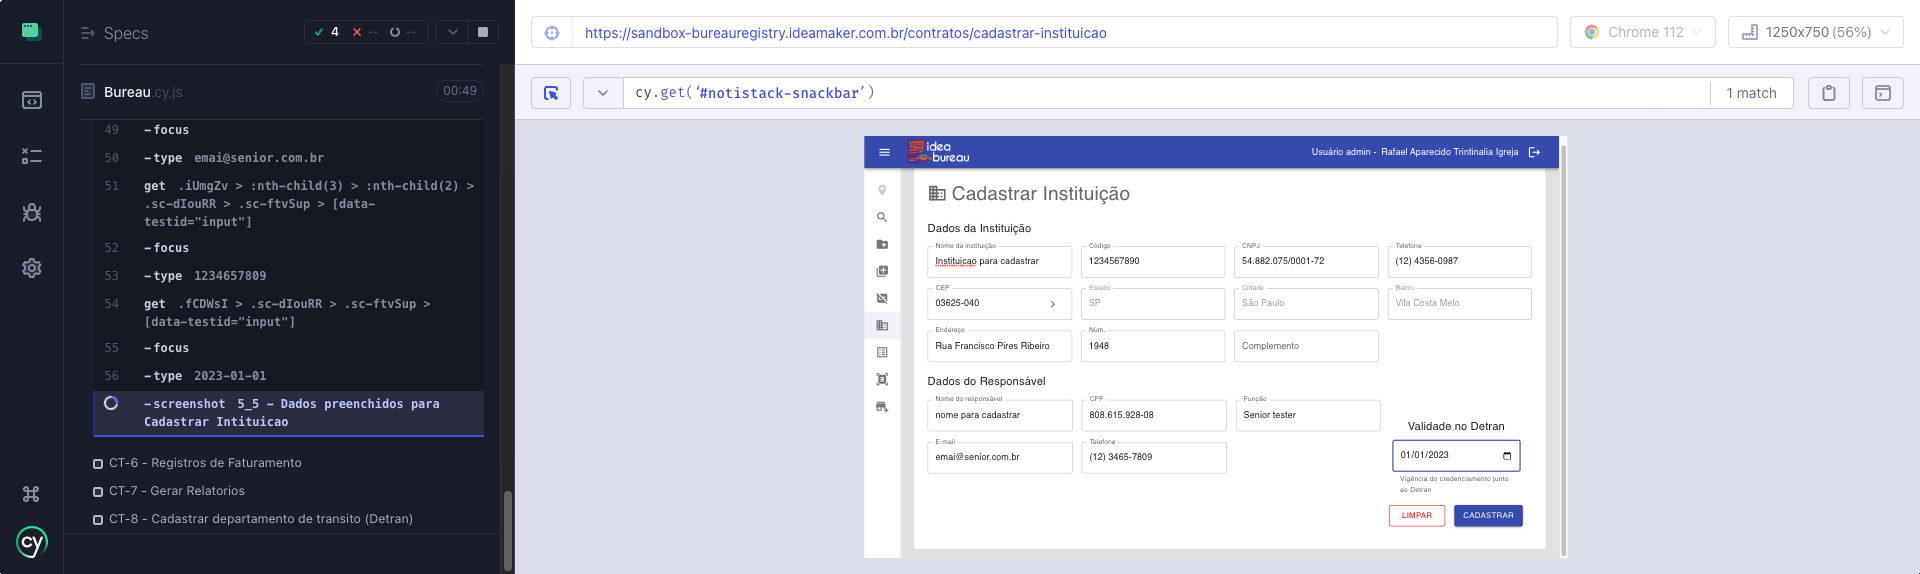 Specs
4 -- --
Bureau.cy.js 00:49
49 -focus
50 -type emai@senior.com.br
51 get .iUmgZv > :nth-child(3) > :nth-child(2) >
.sc-dIouRR > .sc-ftvSup > [data-
testid="input"]
52 -focus
53 -type 1234657809
54 get .fCDWsI > .sc-dIouRR > .sc-ftvSup >
[data-testid="input"]
55 -focus
56 -type 2023-01-01
-screenshot 5_5 - Dados preenchidos para
Cadastrar Intituicao
CT-6 - Registros de Faturamento
CT-7 - Gerar Relatorios
CT-8 - Cadastrar departamento de transito (Detran)
cy
https://sandbox-bureauregistry.ideamaker.com.br/contratos/cadastrar-instituicao
Chrome 112
1250x750 (56%)
cy.get('#notistack-snackbar')
1 match
idea
bureau
Usuário admin - Rafael Aparecido Trintinalia Igreja
Cadastrar Instituição
Dados da Instituição
Nome da instituição Código CNPJ Telefone
Instituicao para cadastrar 1234567890 54.882.075/0001-72 (12) 4356-0987
CEP Estado Cidade Bairro
03625-040 SP São Paulo Vila Costa Melo
Endereço Núm.
Rua Francisco Pires Ribeiro 1948 Complemento
Dados do Responsável
Nome do responsável CPF Função
nome para cadastrar 808.615.928-08 Senior tester
E-mail Telefone
emai@senior.com.br (12) 3465-7809
Validade no Detran
01/01/2023
Vigência do credenciamento junto
ao Detran
LIMPAR CADASTRAR